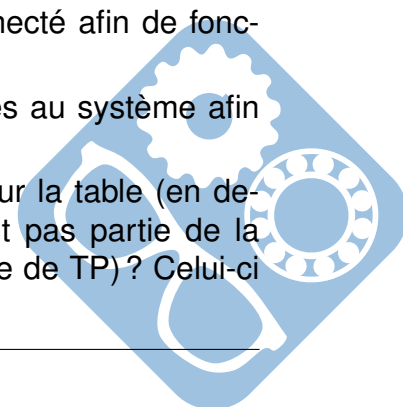 necté afin de fonc-
es au système afin
ur la table (en de-
t pas partie de la
e de TP) ? Celui-ci